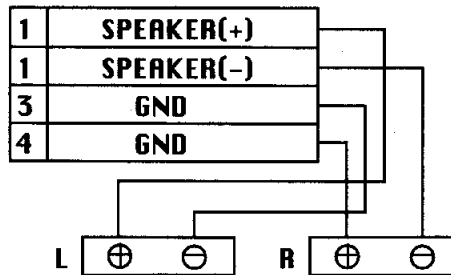 1 SPEAKER(+)
1 SPEAKER(-)
3 GND
4 GND
L ⊕ ⊖ R ⊕ ⊖